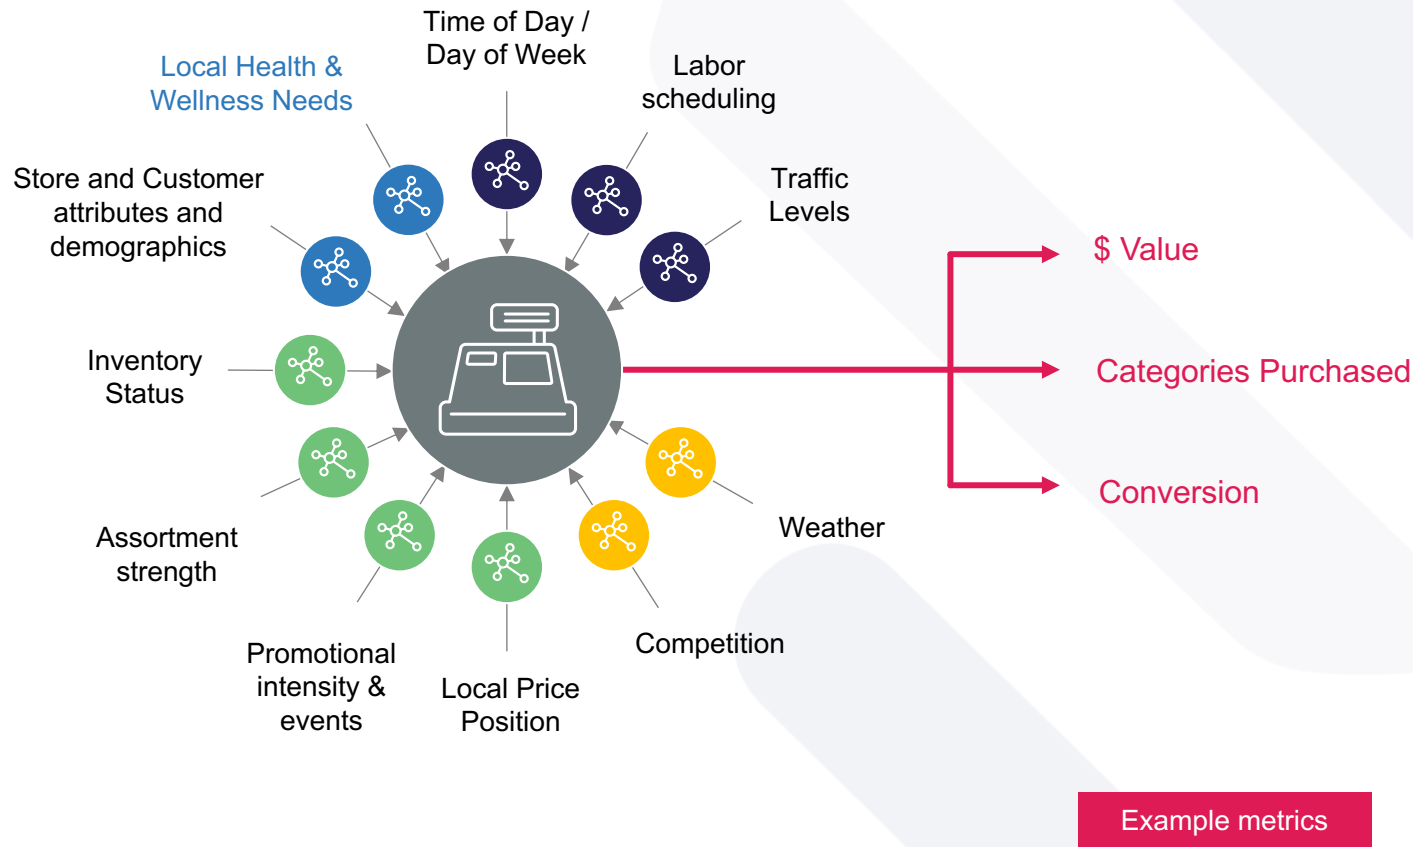 Time of Day /
Day of Week
Local Health &
Wellness Needs
Labor
scheduling
Store and Customer
attributes and
demographics
Traffic
Levels
$ Value
Inventory
Status
Categories Purchased
Conversion
Assortment
strength
Weather
Promotional
intensity &
events
Local Price
Position
Competition
Example metrics